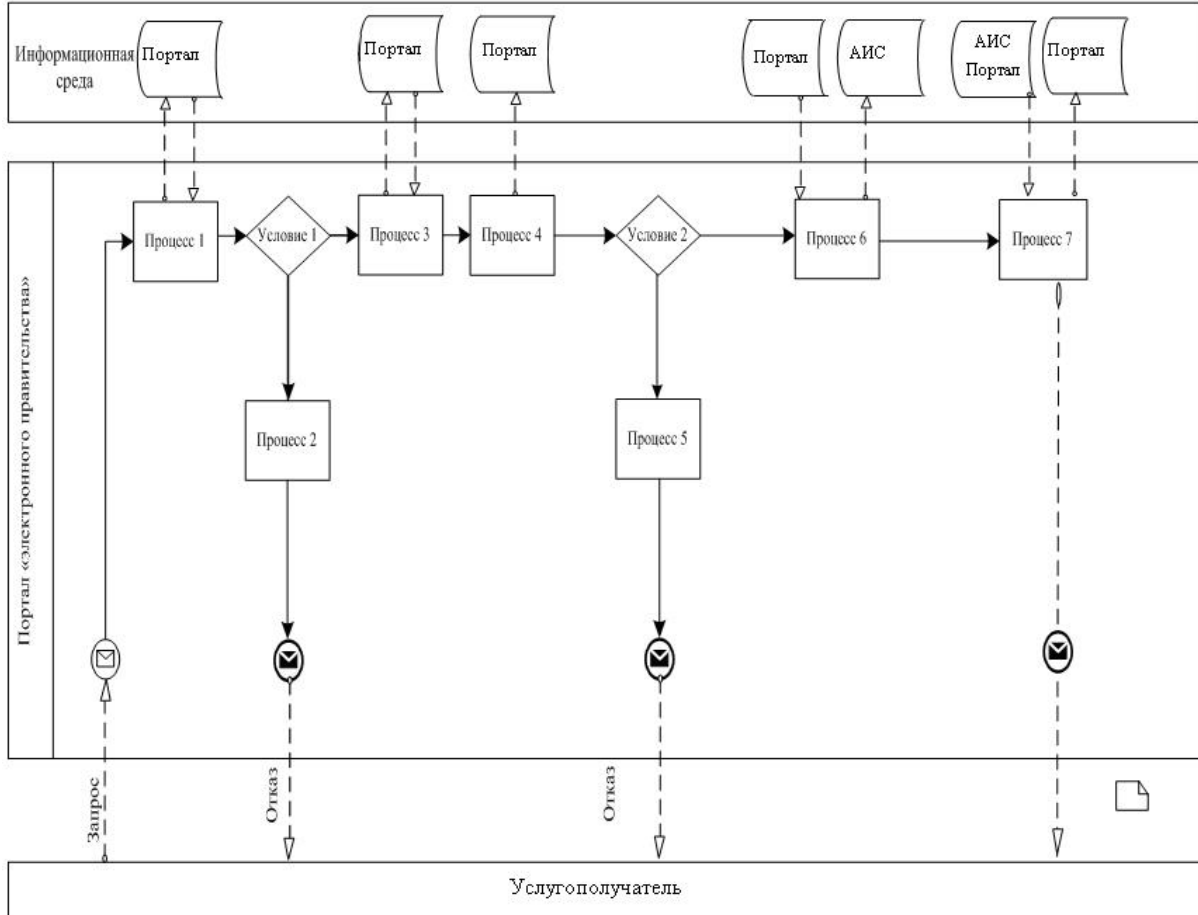 Информационная
среда
Портал
Портал
Портал
Портал
АИС
АИС
Портал
Портал
Портал «электронного правительства»
Процесс 1
Условие 1
Процесс 3
Процесс 4
Условие 2
Процесс 6
Процесс 7
Процесс 2
Процесс 5
Запрос
Отказ
Отказ
Услугополучатель